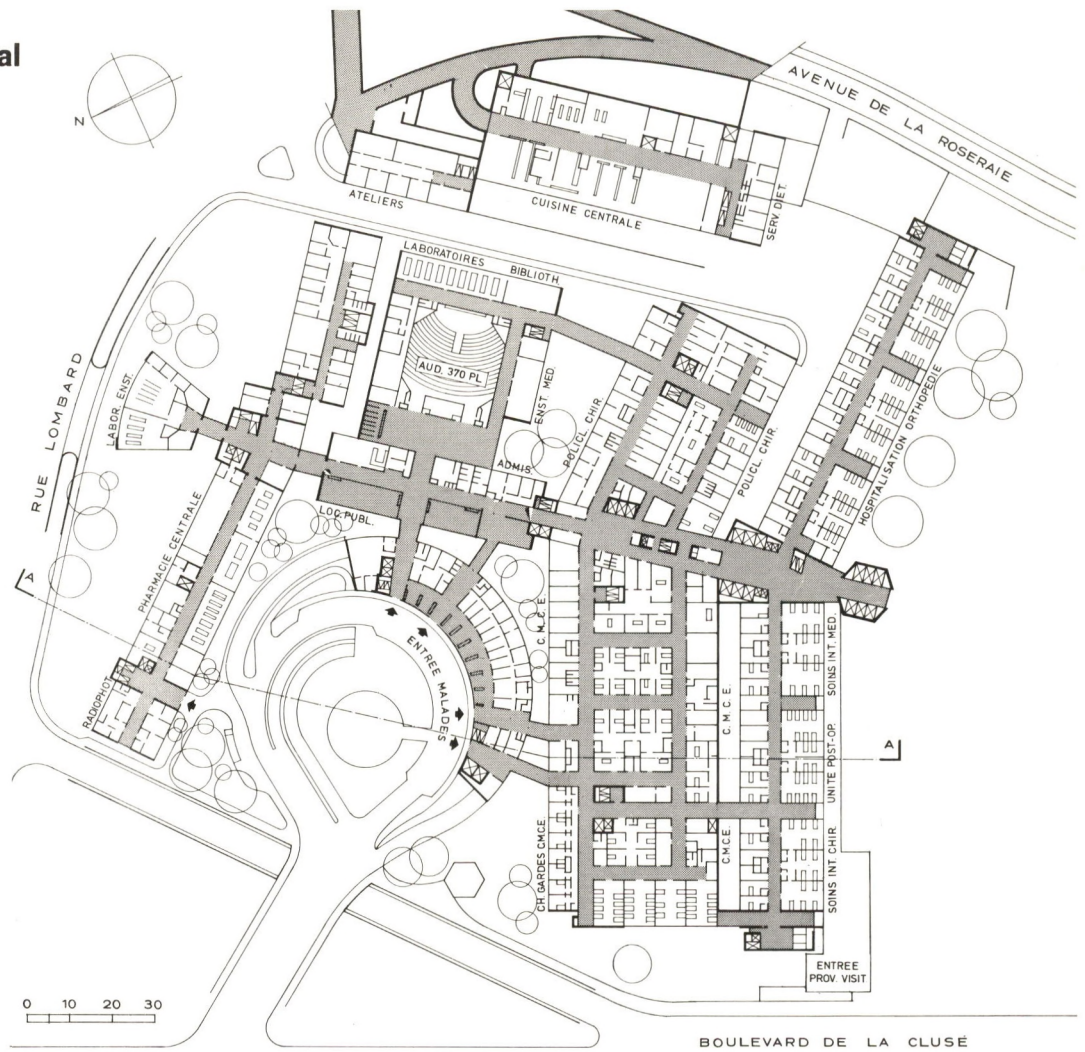 al
N
AVENUE DE LA ROSERAIE
ATELIERS
CUISINE CENTRALE
SERV. DIET.
LABORATOIRES BIBLIOTH
AUD. 370 PL
ENST. MED.
RUE LOMBARD
LABOR. ENST.
POLICL. CHIR.
POLICL. CHIR.
HOSPITALISATION ORTHOPEDIE
ADMIS
LOC. PUBL.
PHARMACIE CENTRALE
A
ENTREE MALADES
C. M. C. E.
SOINS INT. MED.
RADIOPHOT
C. M. C. E.
UNITE POST-OP.
A
CH. GARDES C.M.C.E
C.M.C.E.
SOINS INT. CHIR
ENTREE
PROV. VISIT
0 10 20 30
BOULEVARD DE LA CLUSE